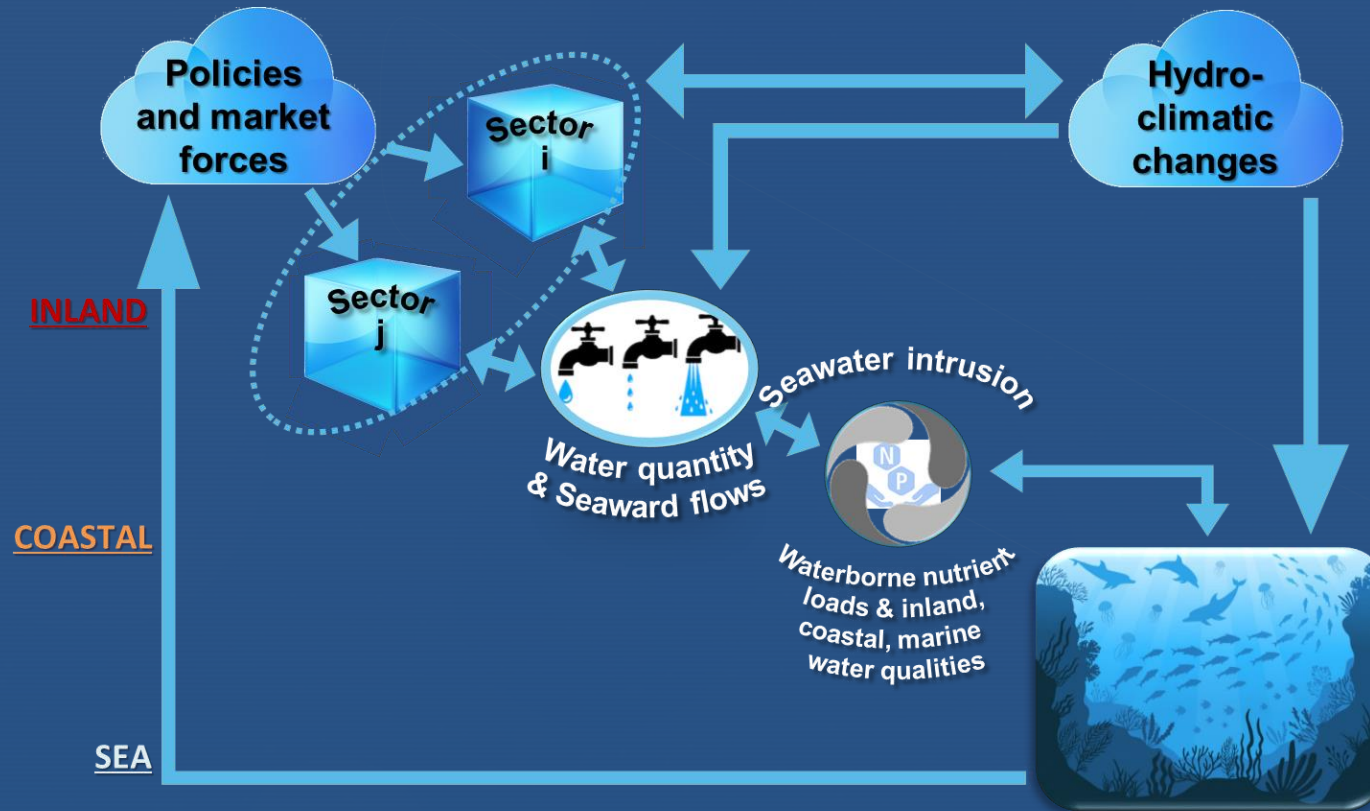 Policies
and market
forces
Hydro-
climatic
changes
Sector
i
Sector
j
INLAND
Seawater intrusion
Water quantity
& Seaward flows
N
P
COASTAL
Waterborne nutrient
loads & inland,
coastal, marine
water qualities
SEA